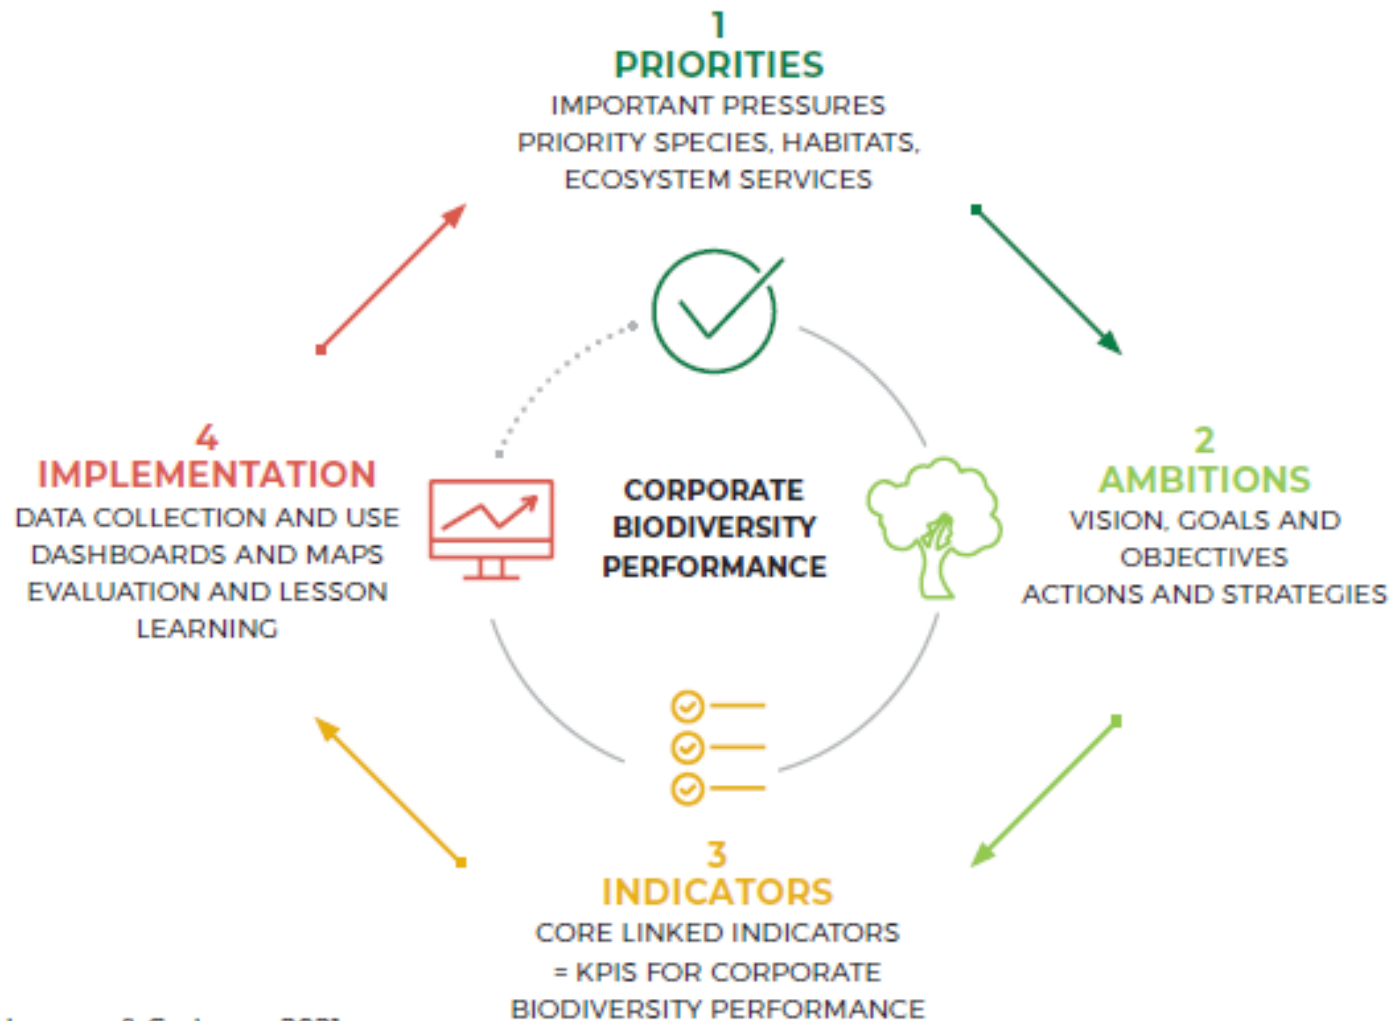 1
PRIORITIES
IMPORTANT PRESSURES
PRIORITY SPECIES, HABITATS,
ECOSYSTEM SERVICES
2
AMBITIONS
VISION, GOALS AND
OBJECTIVES
ACTIONS AND STRATEGIES
CORPORATE
BIODIVERSITY
PERFORMANCE
3
INDICATORS
CORE LINKED INDICATORS
= KPIS FOR CORPORATE
BIODIVERSITY PERFORMANCE
4
IMPLEMENTATION
DATA COLLECTION AND USE
DASHBOARDS AND MAPS
EVALUATION AND LESSON
LEARNING